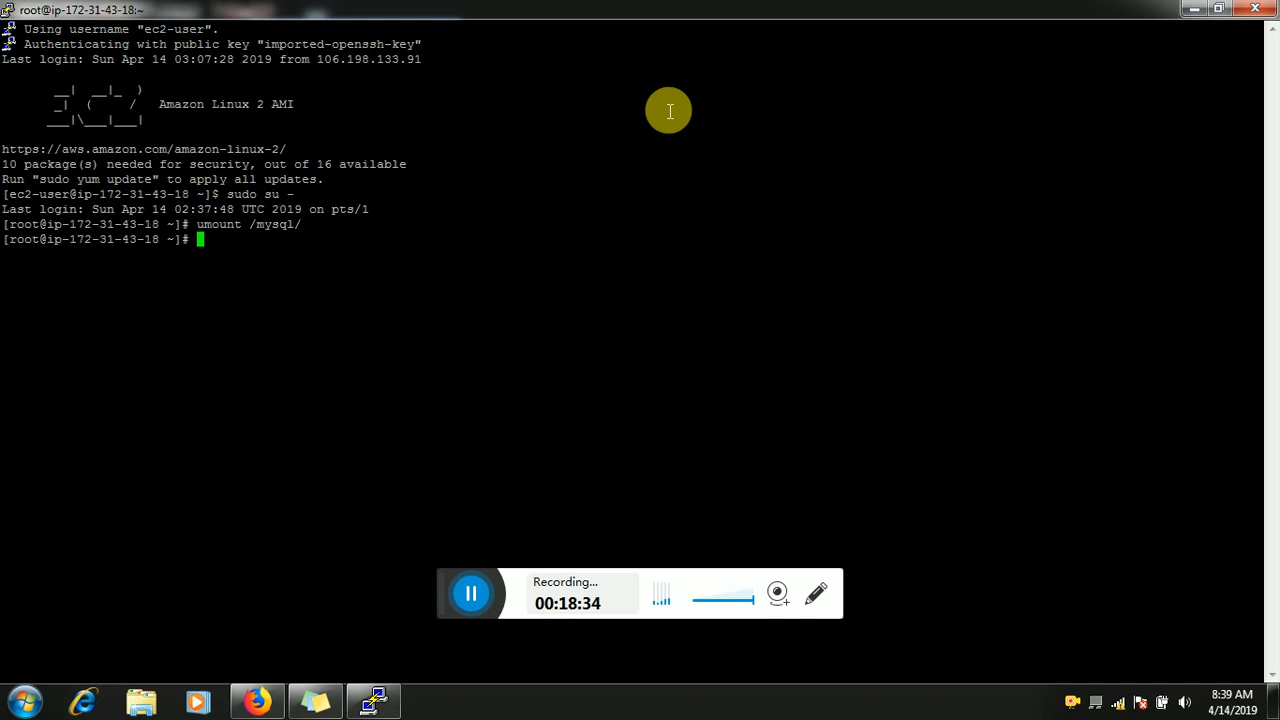 root@ip-172-31-43-18:~
Using username "ec2-user".
Authenticating with public key "imported-openssh-key"
Last login: Sun Apr 14 03:07:28 2019 from 106.198.133.91
__|  __|_  )
_|  (     /   Amazon Linux 2 AMI
___|\___|___|
https://aws.amazon.com/amazon-linux-2/
10 package(s) needed for security, out of 16 available
Run "sudo yum update" to apply all updates.
[ec2-user@ip-172-31-43-18 ~]$ sudo su -
Last login: Sun Apr 14 02:37:48 UTC 2019 on pts/1
[root@ip-172-31-43-18 ~]# umount /mysql/
[root@ip-172-31-43-18 ~]#
Recording...
00:18:34
8:39 AM
4/14/2019